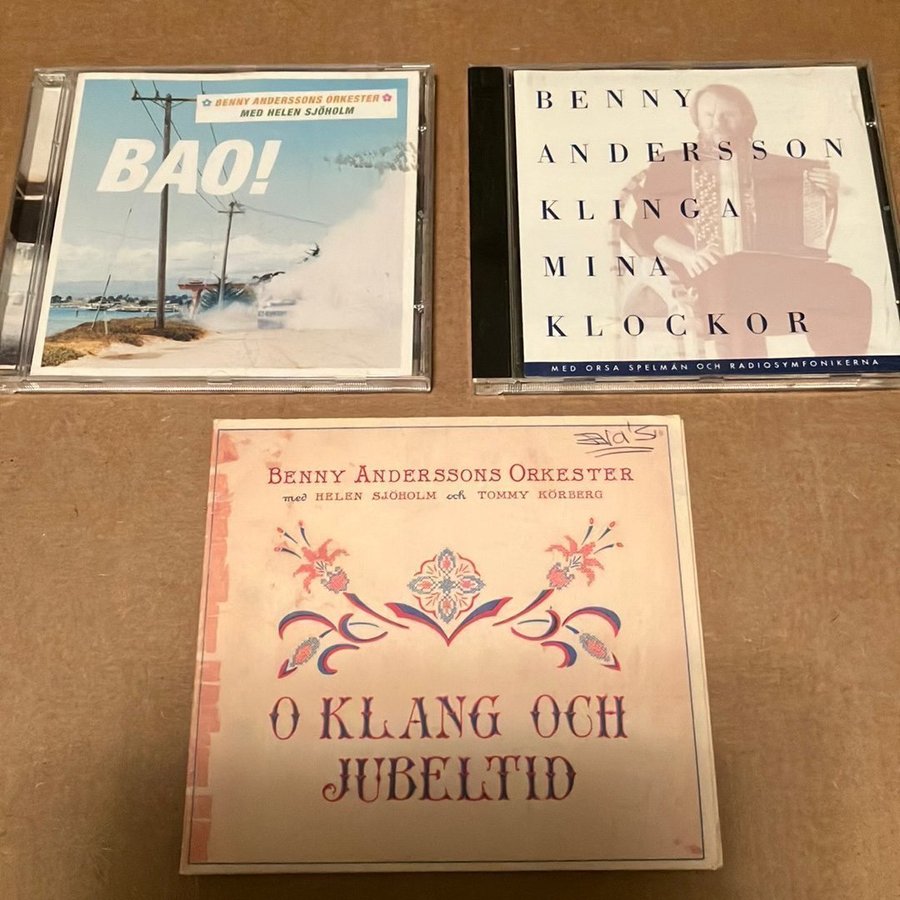 BENNY ANDERSSONS ORKESTER
MED HELEN SJÖHOLM
BAO!
BENNY
ANDERSSON
KLINGA
MINA
KLOCKOR
MED ORSA SPELMÄN OCH RADIOSYMFONIKERNA
Eva's
BENNY ANDERSSONS ORKESTER
med HELEN SJÖHOLM och TOMMY KÖRBERG
O KLANG OCH
JUBELTID